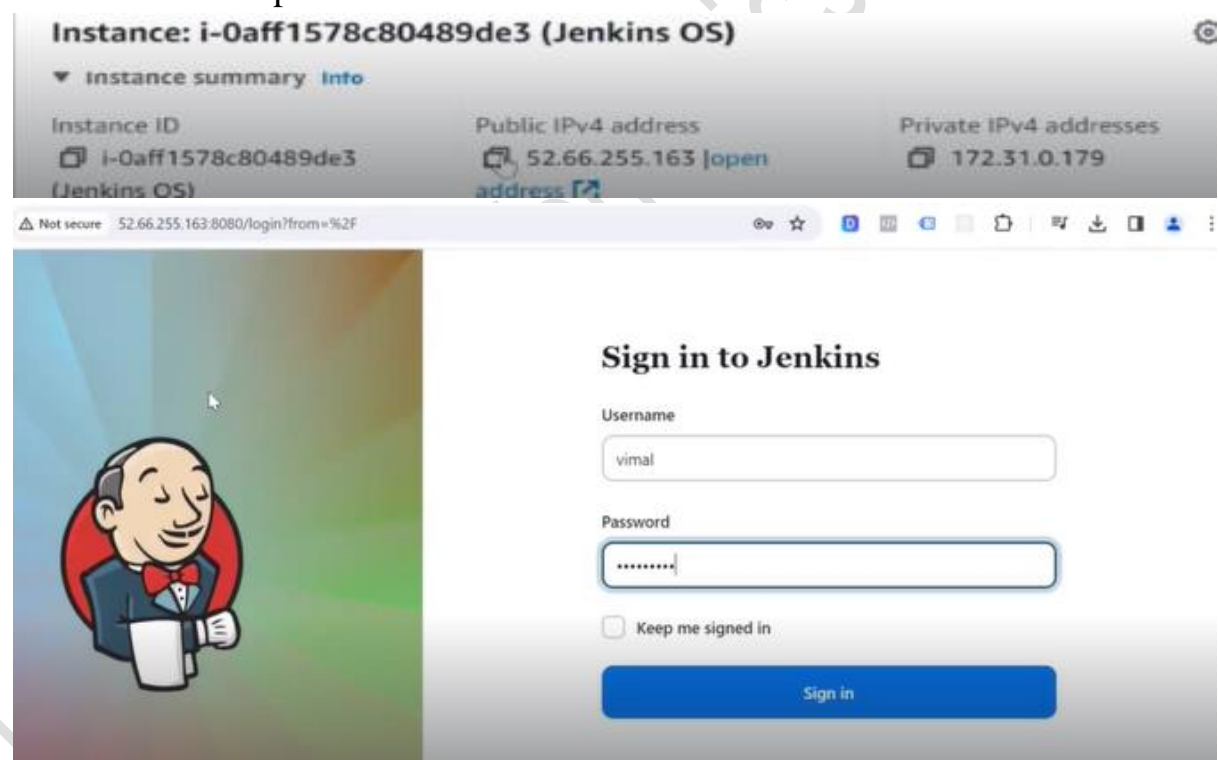 Instance: i-0aff1578c80489de3 (Jenkins OS)
Instance summary Info
Instance ID Public IPv4 address Private IPv4 addresses
i-0aff1578c80489de3 52.66.255.163 |open 172.31.0.179
(Jenkins OS) address
Not secure 52.66.255.163:8080/login?from=%2F
Sign in to Jenkins
Username
vimal
Password
•••••••••
Keep me signed in
Sign in